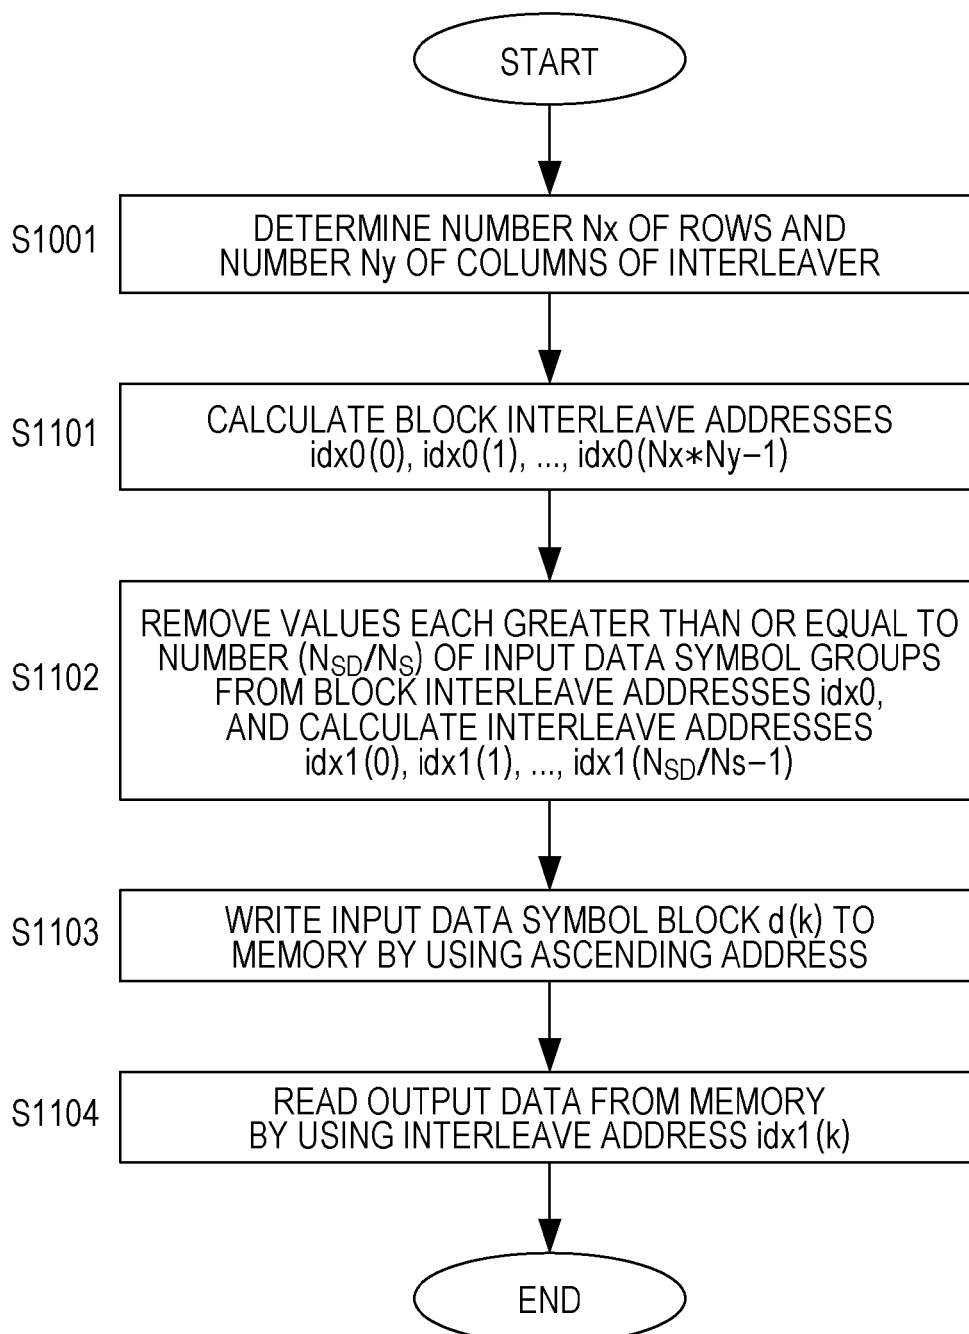 START
S1001
DETERMINE NUMBER Nx OF ROWS AND
NUMBER Ny OF COLUMNS OF INTERLEAVER
S1101
CALCULATE BLOCK INTERLEAVE ADDRESSES
idx0(0), idx0(1), ..., idx0(Nx*Ny−1)
S1102
REMOVE VALUES EACH GREATER THAN OR EQUAL TO
NUMBER (N_SD/N_S) OF INPUT DATA SYMBOL GROUPS
FROM BLOCK INTERLEAVE ADDRESSES idx0,
AND CALCULATE INTERLEAVE ADDRESSES
idx1(0), idx1(1), ..., idx1(N_SD/Ns−1)
S1103
WRITE INPUT DATA SYMBOL BLOCK d(k) TO
MEMORY BY USING ASCENDING ADDRESS
S1104
READ OUTPUT DATA FROM MEMORY
BY USING INTERLEAVE ADDRESS idx1(k)
END